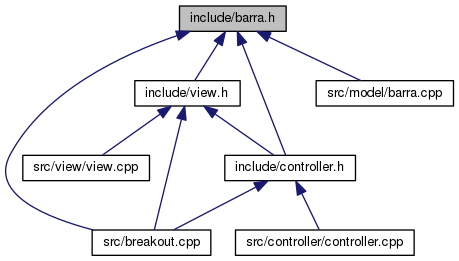 include/barra.h
include/view.h
src/model/barra.cpp
src/view/view.cpp
include/controller.h
src/breakout.cpp
src/controller/controller.cpp